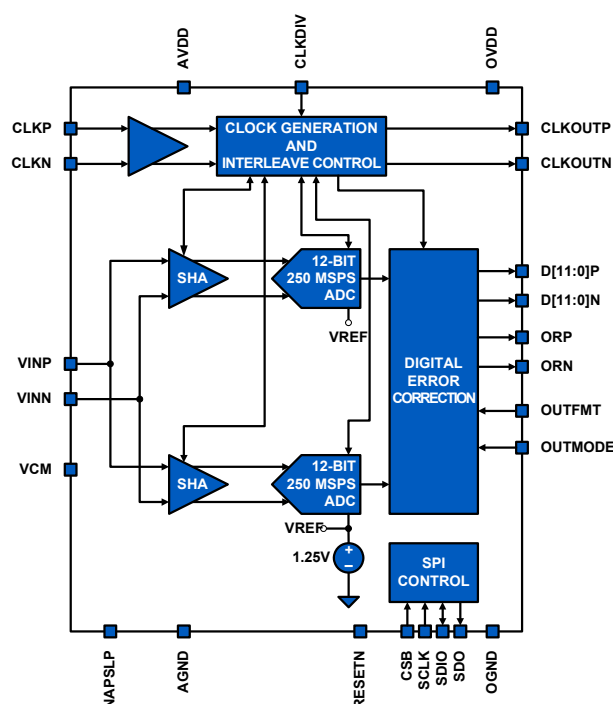 AVDD
CLKDIV
OVDD
CLKP
CLKN
CLOCK GENERATION
AND
INTERLEAVE CONTROL
CLKOUTP
CLKOUTN
SHA
12-BIT
250 MSPS
ADC
VREF
D[11:0]P
D[11:0]N
ORP
ORN
OUTFMT
OUTMODE
DIGITAL
ERROR
CORRECTION
VINP
VINN
VCM
SHA
12-BIT
250 MSPS
ADC
VREF
1.25V
+
–
SPI
CONTROL
NAPSLP
AGND
RESETN
CSB
SCLK
SDIO
SDO
OGND